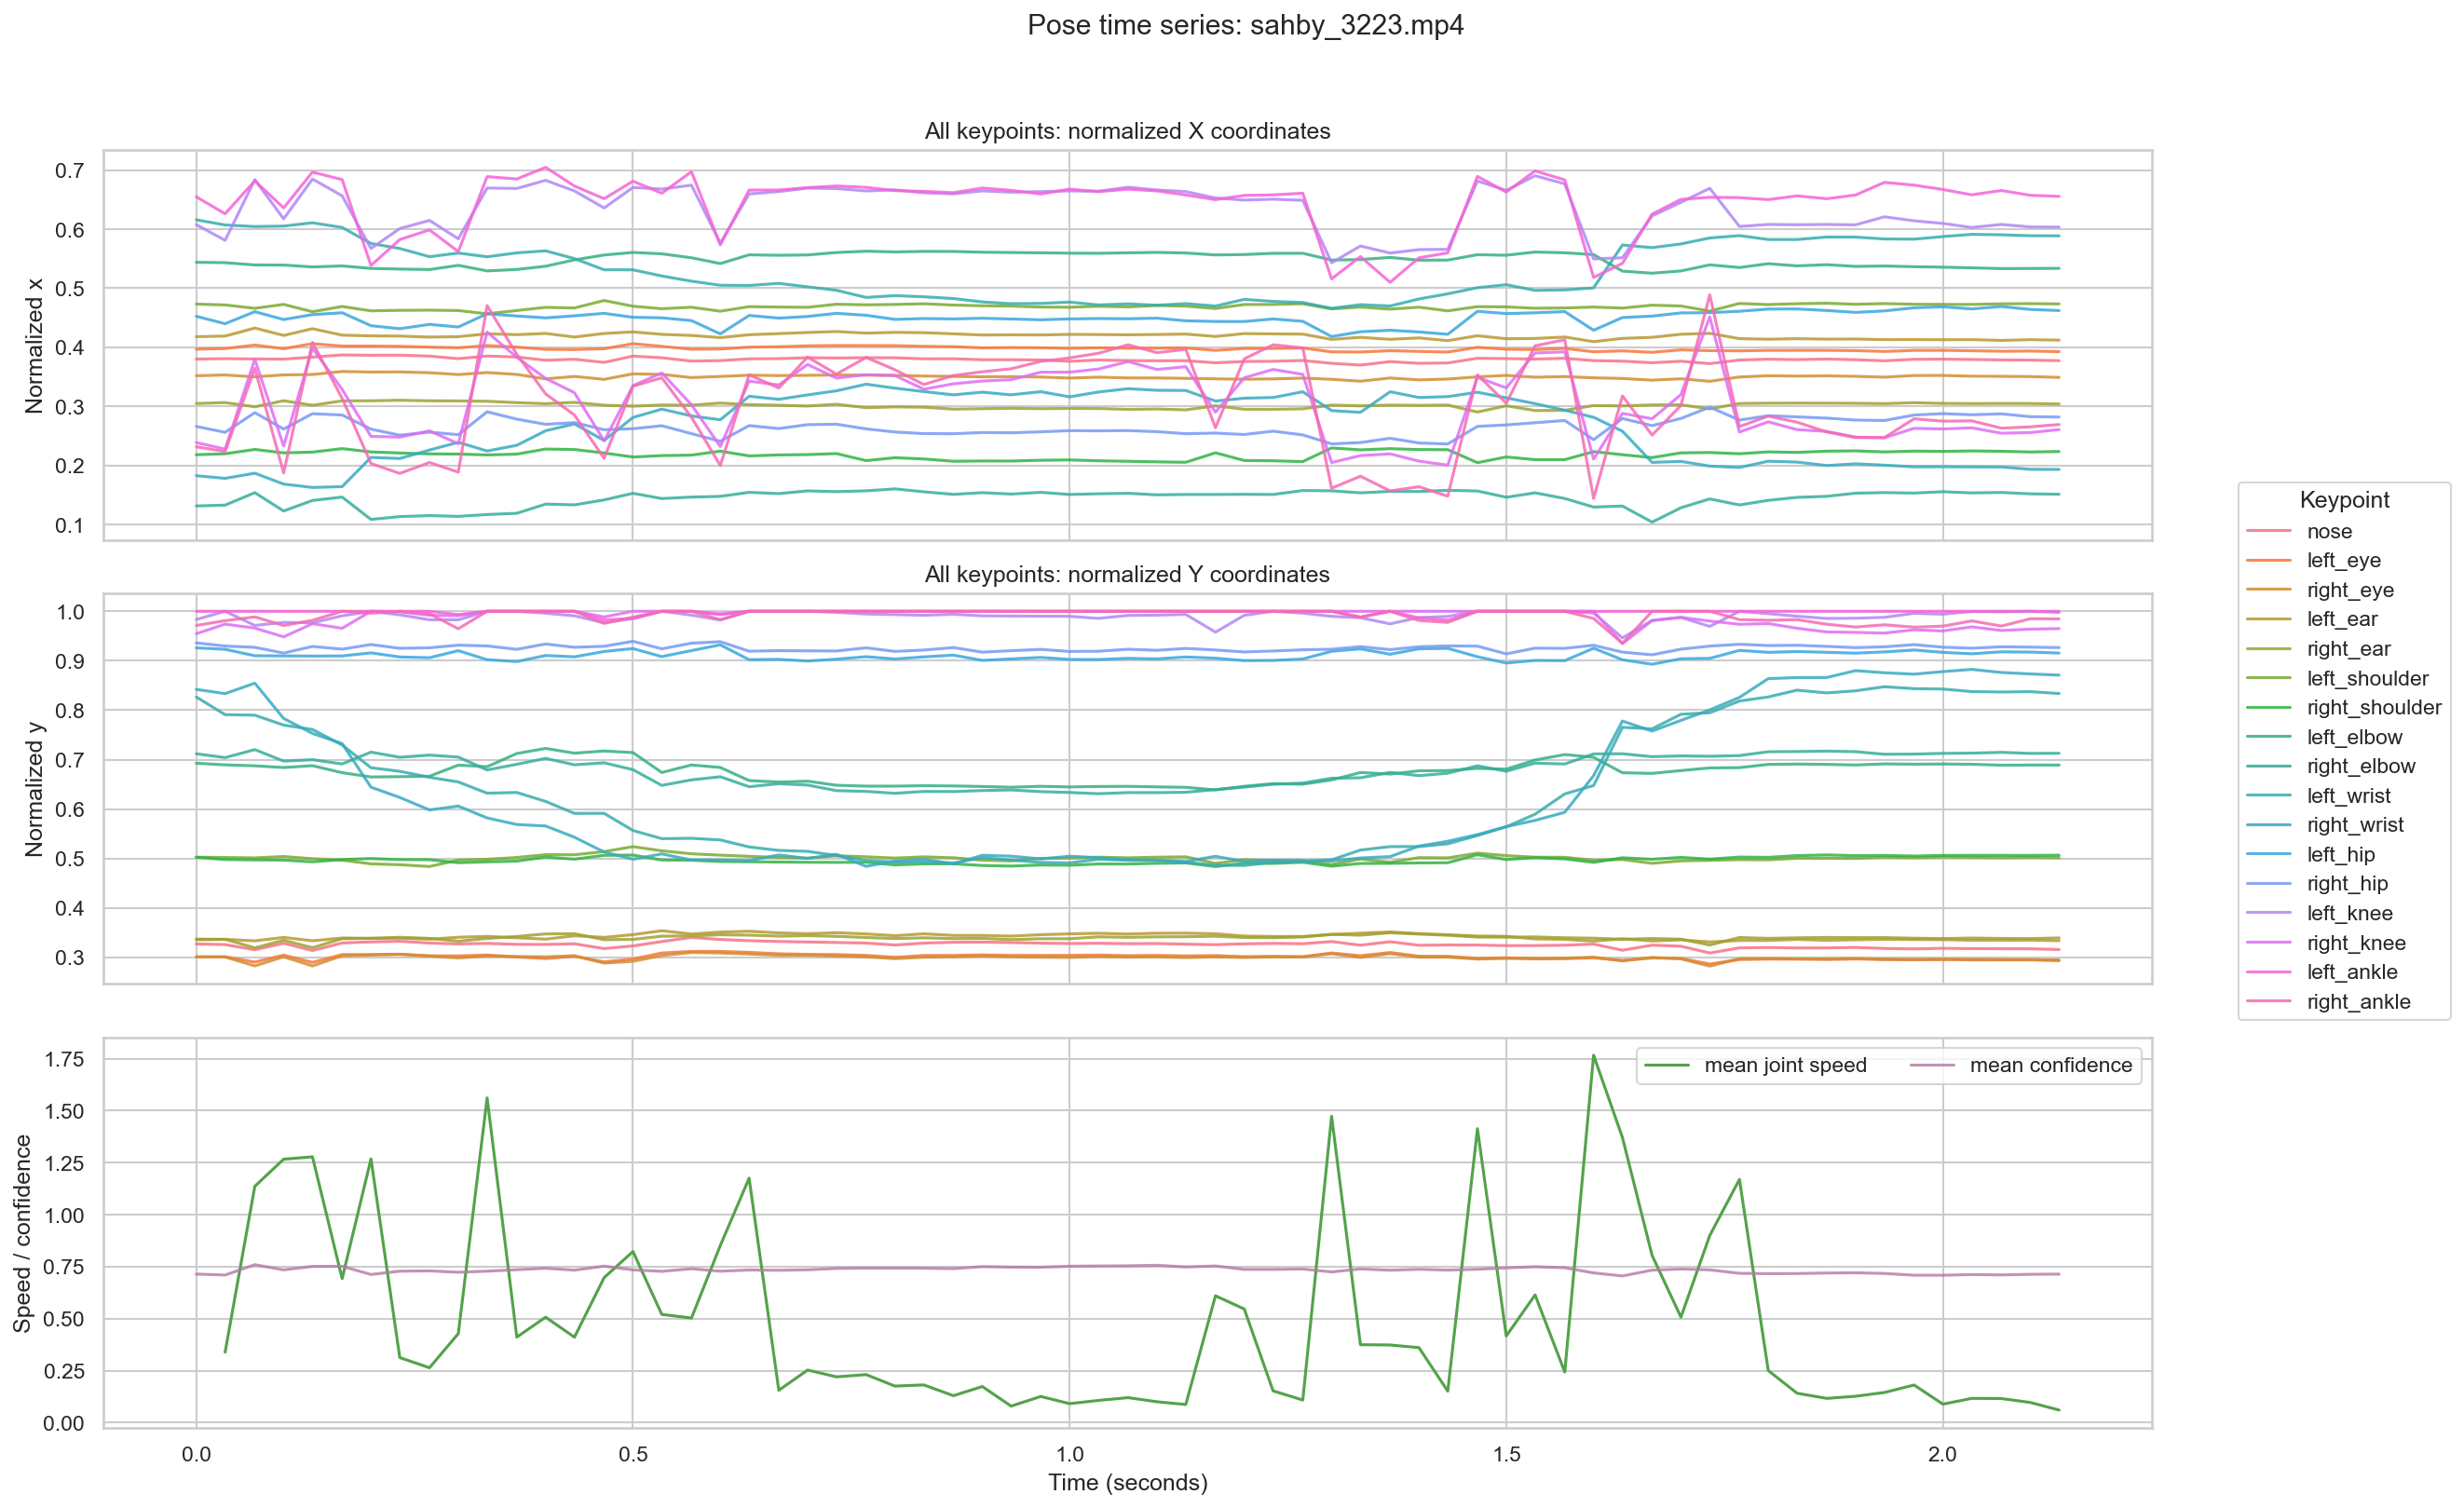 Pose time series: sahby_3223.mp4
All keypoints: normalized X coordinates
Normalized x
0.7
0.6
0.5
0.4
0.3
0.2
0.1
All keypoints: normalized Y coordinates
Normalized y
1.0
0.9
0.8
0.7
0.6
0.5
0.4
0.3
Keypoint
nose
left_eye
right_eye
left_ear
right_ear
left_shoulder
right_shoulder
left_elbow
right_elbow
left_wrist
right_wrist
left_hip
right_hip
left_knee
right_knee
left_ankle
right_ankle
Speed / confidence
1.75
1.50
1.25
1.00
0.75
0.50
0.25
0.00
mean joint speed mean confidence
0.0 0.5 1.0 1.5 2.0
Time (seconds)